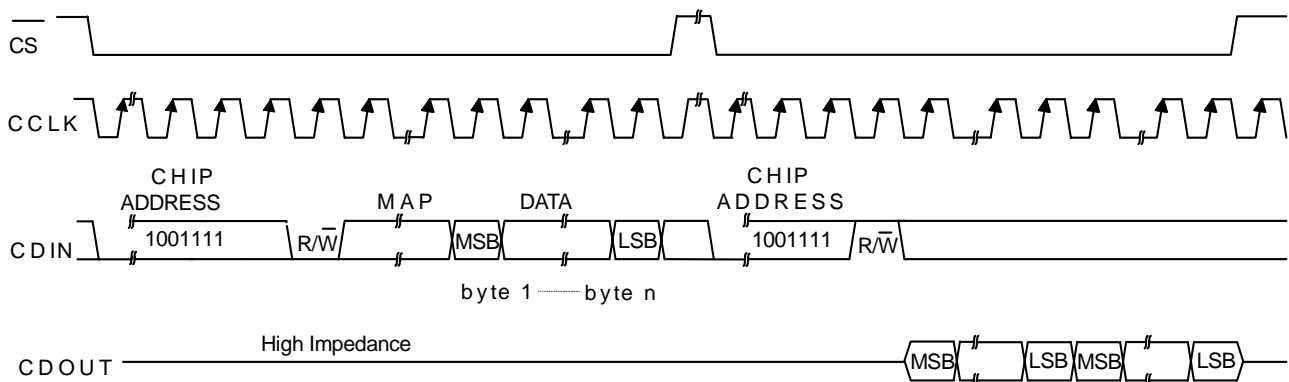 CS
CCLK
CHIP
ADDRESS
MAP
DATA
CHIP
ADDRESS
CDIN
1001111
R/W
MSB
LSB
1001111
R/W
byte 1 byte n
High Impedance
CDOUT
MSB
LSB
MSB
LSB